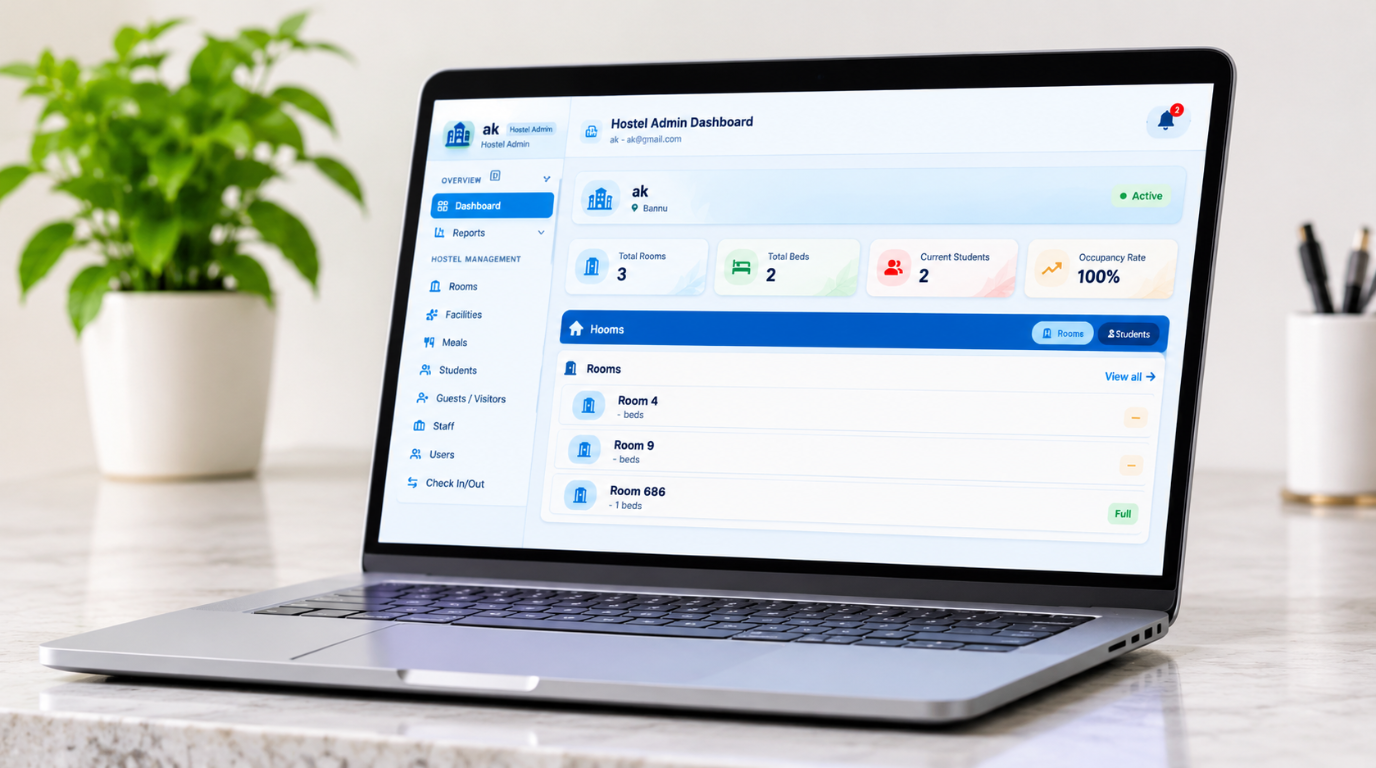 ak Hostel Admin
Hostel Admin
OVERVIEW
Dashboard
Reports
HOSTEL MANAGEMENT
Rooms
Facilities
Meals
Students
Guests / Visitors
Staff
Users
Check In/Out
Hostel Admin Dashboard
ak - ak@gmail.com
2
ak
Bannu
Active
Total Rooms
3
Total Beds
2
Current Students
2
Occupancy Rate
100%
Hooms
Rooms
Students
Rooms
View all →
Room 4
- beds
–
Room 9
- beds
–
Room 686
- 1 beds
Full